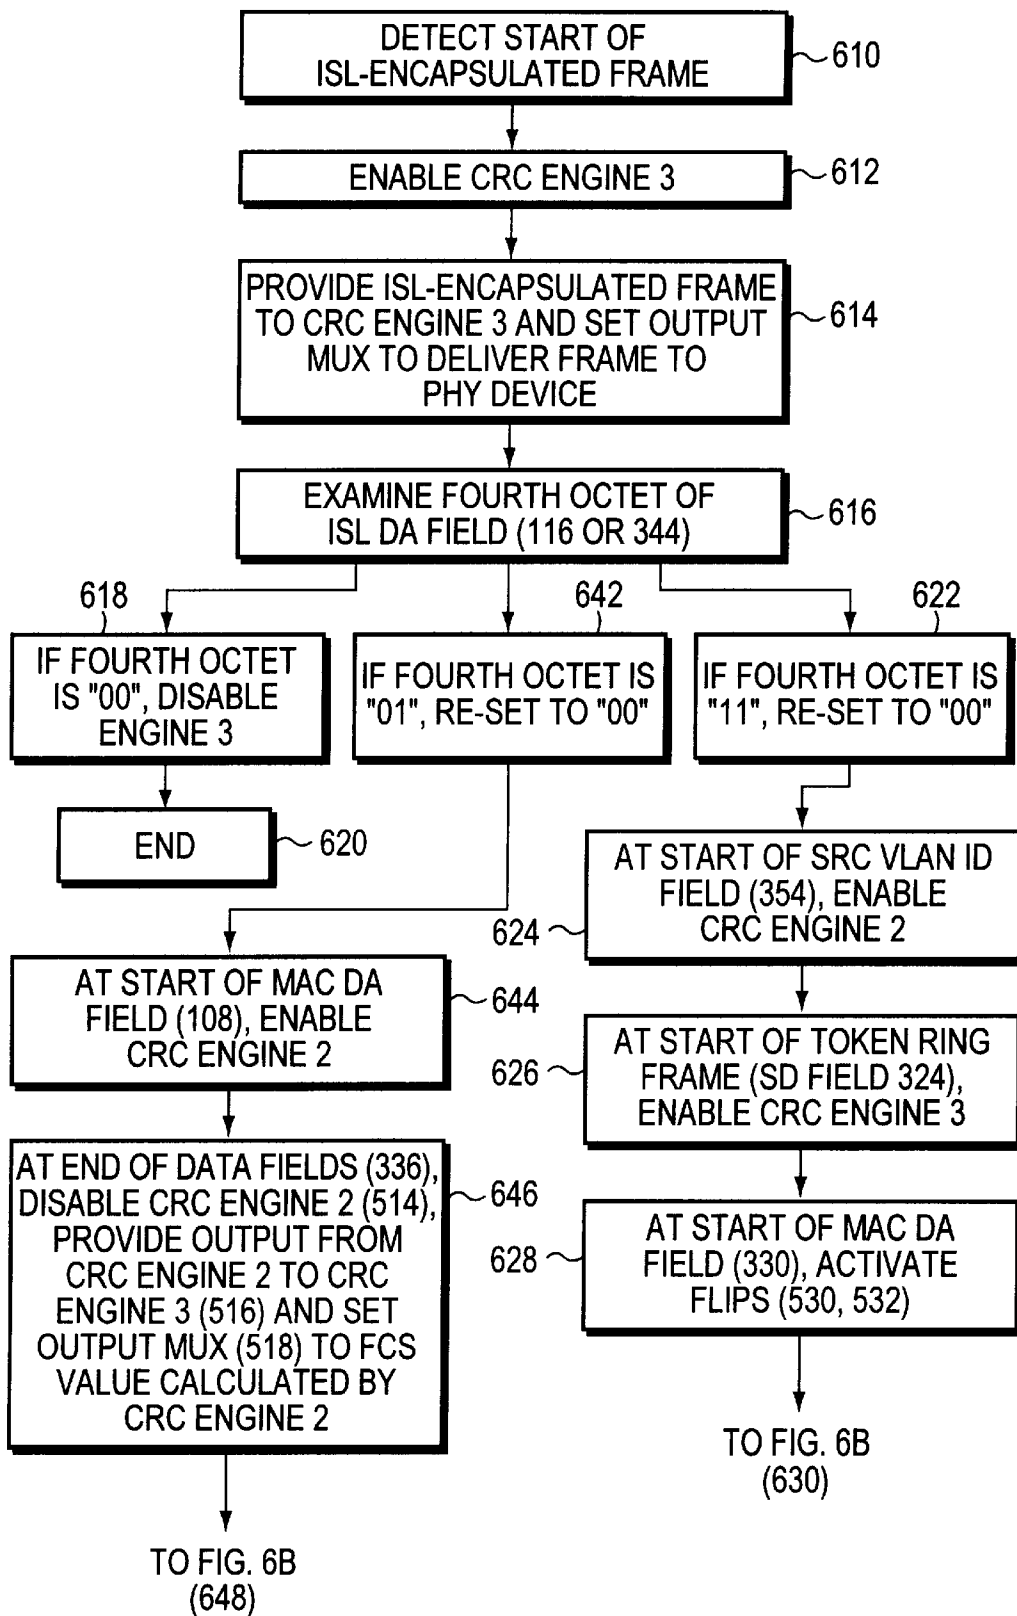 DETECT START OF
ISL-ENCAPSULATED FRAME
610
ENABLE CRC ENGINE 3
612
PROVIDE ISL-ENCAPSULATED FRAME
TO CRC ENGINE 3 AND SET OUTPUT
MUX TO DELIVER FRAME TO
PHY DEVICE
614
EXAMINE FOURTH OCTET OF
ISL DA FIELD (116 OR 344)
616
618
IF FOURTH OCTET
IS "00", DISABLE
ENGINE 3
642
IF FOURTH OCTET IS
"01", RE-SET TO "00"
622
IF FOURTH OCTET IS
"11", RE-SET TO "00"
END
620
AT START OF SRC VLAN ID
FIELD (354), ENABLE
CRC ENGINE 2
624
AT START OF MAC DA
FIELD (108), ENABLE
CRC ENGINE 2
644
AT START OF TOKEN RING
FRAME (SD FIELD 324),
ENABLE CRC ENGINE 3
626
AT END OF DATA FIELDS (336),
DISABLE CRC ENGINE 2 (514),
PROVIDE OUTPUT FROM
CRC ENGINE 2 TO CRC
ENGINE 3 (516) AND SET
OUTPUT MUX (518) TO FCS
VALUE CALCULATED BY
CRC ENGINE 2
646
AT START OF MAC DA
FIELD (330), ACTIVATE
FLIPS (530, 532)
628
TO FIG. 6B
(630)
TO FIG. 6B
(648)